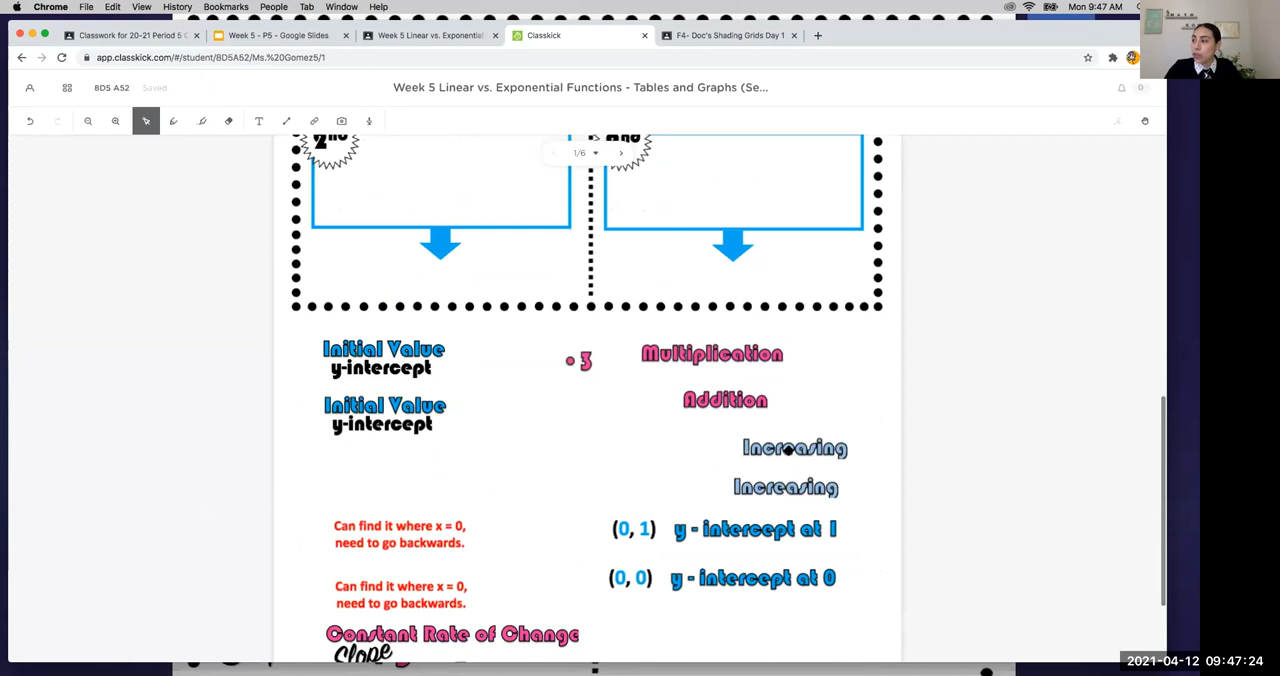 Chrome File Edit View History Bookmarks People Tab Window Help Mon 9:47 AM
Classwork for 20-21 Period 5 C Week 5 - P5 - Google Slides Week 5 Linear vs. Exponential Classkick F4- Doc's Shading Grids Day 1
app.classkick.com/#/student/8D5A52/Ms.%20Gomez5/1
8D5 A52 Saved Week 5 Linear vs. Exponential Functions - Tables and Graphs (Se... 0
T
1/6
2nd
Initial Value
y-intercept
• 3
Multiplication
Initial Value
y-intercept
Addition
Increasing
Increasing
Can find it where x = 0,
need to go backwards.
(0, 1) y - intercept at 1
Can find it where x = 0,
need to go backwards.
(0, 0) y - intercept at 0
Constant Rate of Change
Slope
2021-04-12 09:47:24